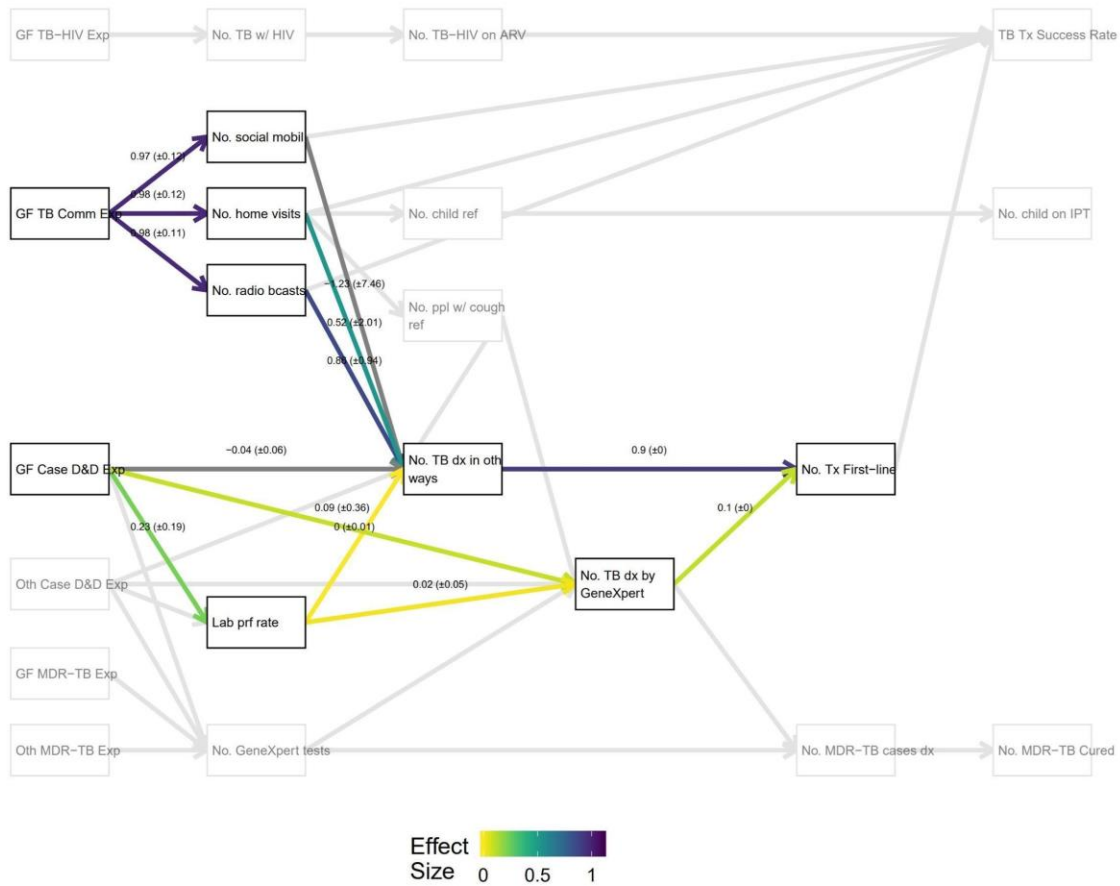 GF TB−HIV Exp
No. TB w/ HIV
No. TB−HIV on ARV
TB Tx Success Rate
No. social mobil
0.97 (±0.12)
GF TB Comm Exp
0.98 (±0.12)
No. home visits
No. child ref
No. child on IPT
0.98 (±0.11)
No. radio bcasts
−1.23 (±7.46)
No. ppl w/ cough
ref
0.52 (±2.01)
0.86 (±0.94)
GF Case D&D Exp
−0.04 (±0.06)
No. TB dx in oth
ways
0.9 (±0)
No. Tx First−line
0.09 (±0.36)
0.1 (±0)
0.23 (±0.19)
0 (±0.01)
Oth Case D&D Exp
0.02 (±0.05)
No. TB dx by
GeneXpert
Lab prf rate
GF MDR−TB Exp
Oth MDR−TB Exp
No. GeneXpert tests
No. MDR−TB cases dx
No. MDR−TB Cured
Effect
Size
0 0.5 1